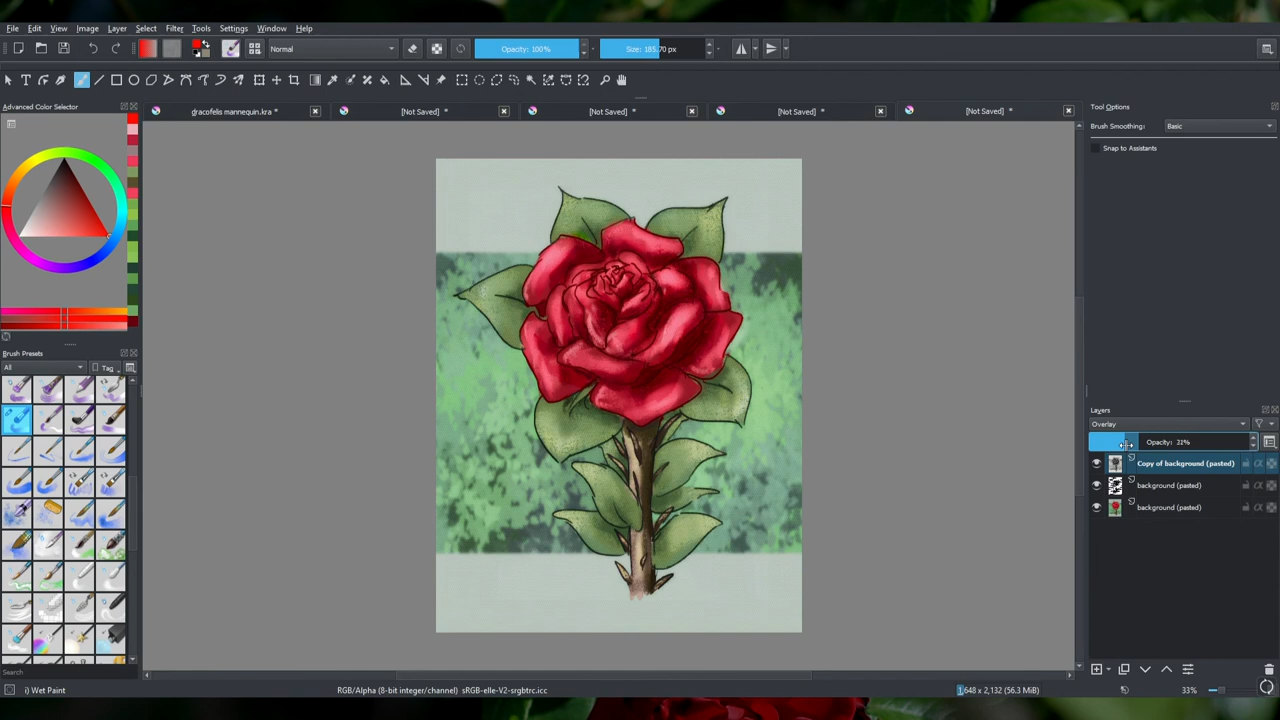 File Edit View Image Layer Select Filter Tools Settings Window Help
Normal Opacity: 100% Size: 185.70 px
Advanced Color Selector
dracofelis mannequin.kra * [Not Saved] * [Not Saved] * [Not Saved] * [Not Saved] *
Tool Options
Brush Smoothing: Basic
Snap to Assistants
Brush Presets
All Tag
Layers
Overlay
Opacity: 32%
Copy of background (pasted)
background (pasted)
background (pasted)
Search
i) Wet Paint RGB/Alpha (8-bit integer/channel) sRGB-elle-V2-srgbtrc.icc 1,648 x 2,132 (56.3 MiB) 33%